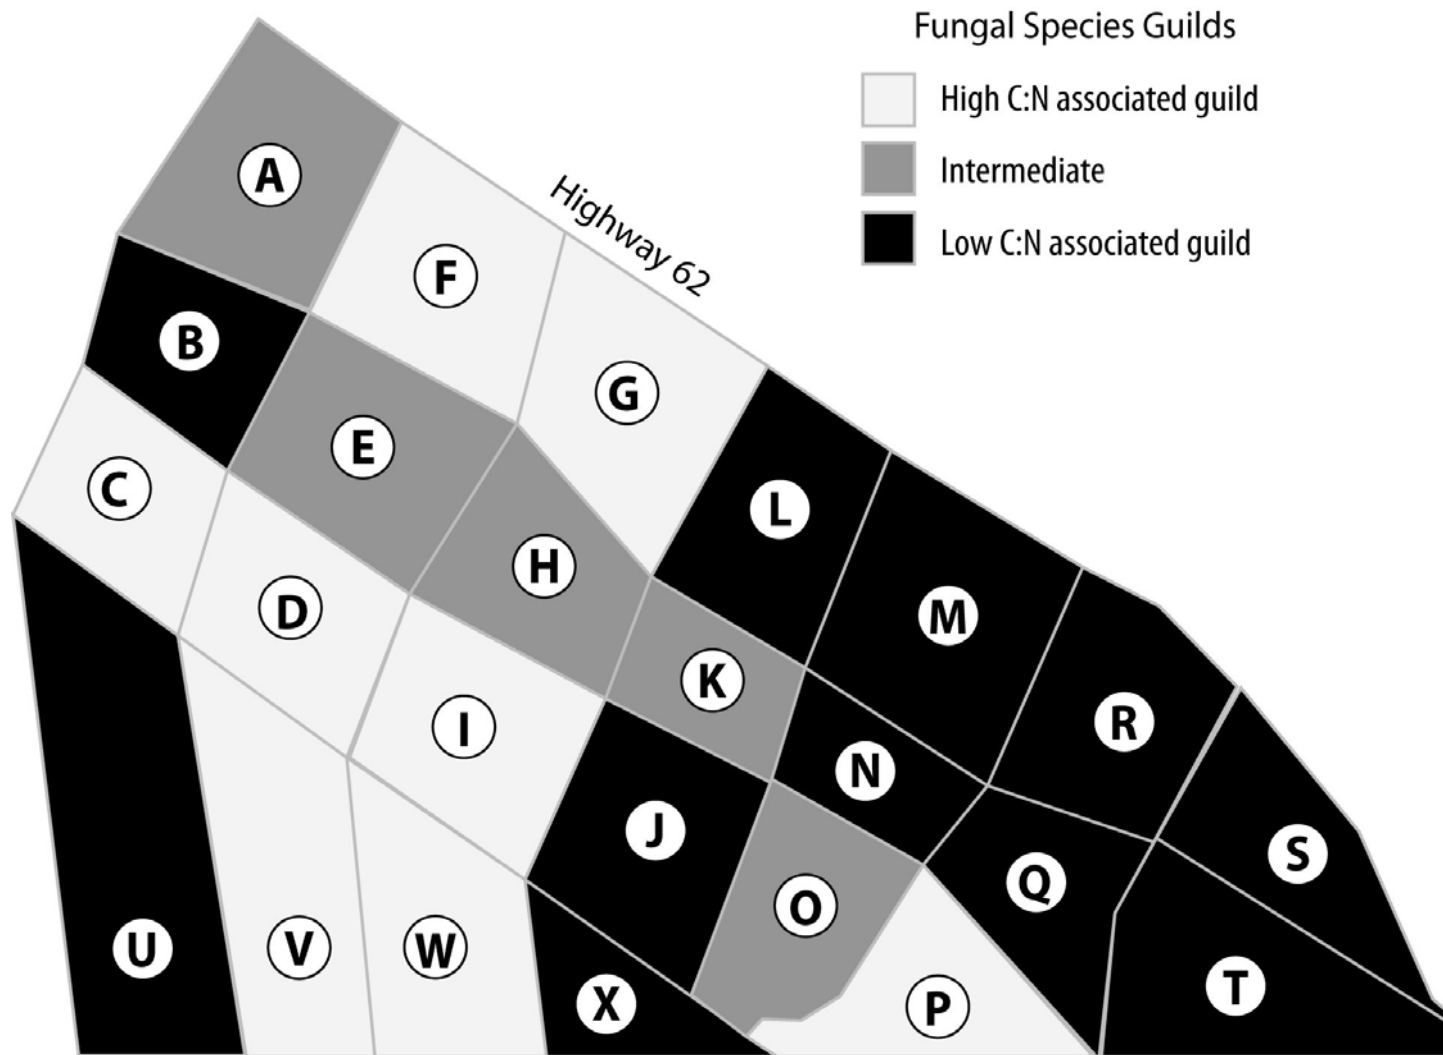 Fungal Species Guilds
High C:N associated guild
Intermediate
Low C:N associated guild
Highway 62
A
F
B
G
E
C
L
H
D
M
K
I
R
N
J
S
Q
O
U
V
W
T
X
P